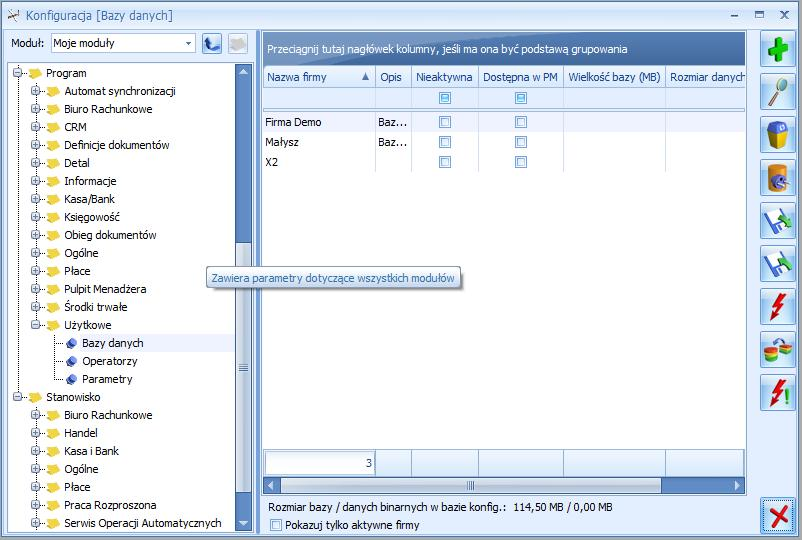 Konfiguracja [Bazy danych]
Moduł: Moje moduły
Program
Automat synchronizacji
Biuro Rachunkowe
CRM
Definicje dokumentów
Detal
Informacje
Kasa/Bank
Księgowość
Obieg dokumentów
Ogólne
Płace
Pulpit Menadżera
Środki trwałe
Użytkowe
Bazy danych
Operatorzy
Parametry
Stanowisko
Biuro Rachunkowe
Handel
Kasa i Bank
Ogólne
Płace
Praca Rozproszona
Serwis Operacji Automatycznych
Zawiera parametry dotyczące wszystkich modułów
Przeciągnij tutaj nagłówek kolumny, jeśli ma ona być podstawą grupowania
Nazwa firmy Opis Nieaktywna Dostępna w PM Wielkość bazy (MB) Rozmiar danych
Firma Demo Baz...
Małysz Baz...
X2
3
Rozmiar bazy / danych binarnych w bazie konfig.: 114,50 MB / 0,00 MB
Pokazuj tylko aktywne firmy